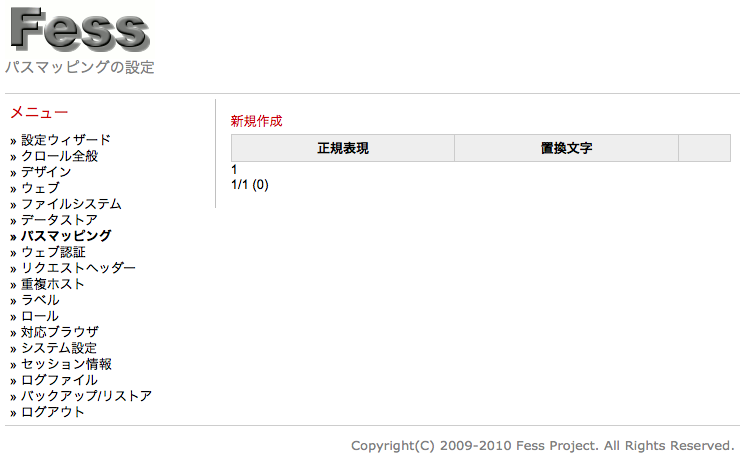 Fess
パスマッピングの設定
メニュー
» 設定ウィザード
» クロール全般
» デザイン
» ウェブ
» ファイルシステム
» データストア
» パスマッピング
» ウェブ認証
» リクエストヘッダー
» 重複ホスト
» ラベル
» ロール
» 対応ブラウザ
» システム設定
» セッション情報
» ログファイル
» バックアップ/リストア
» ログアウト
新規作成
正規表現 置換文字
1
1/1 (0)
Copyright(C) 2009-2010 Fess Project. All Rights Reserved.